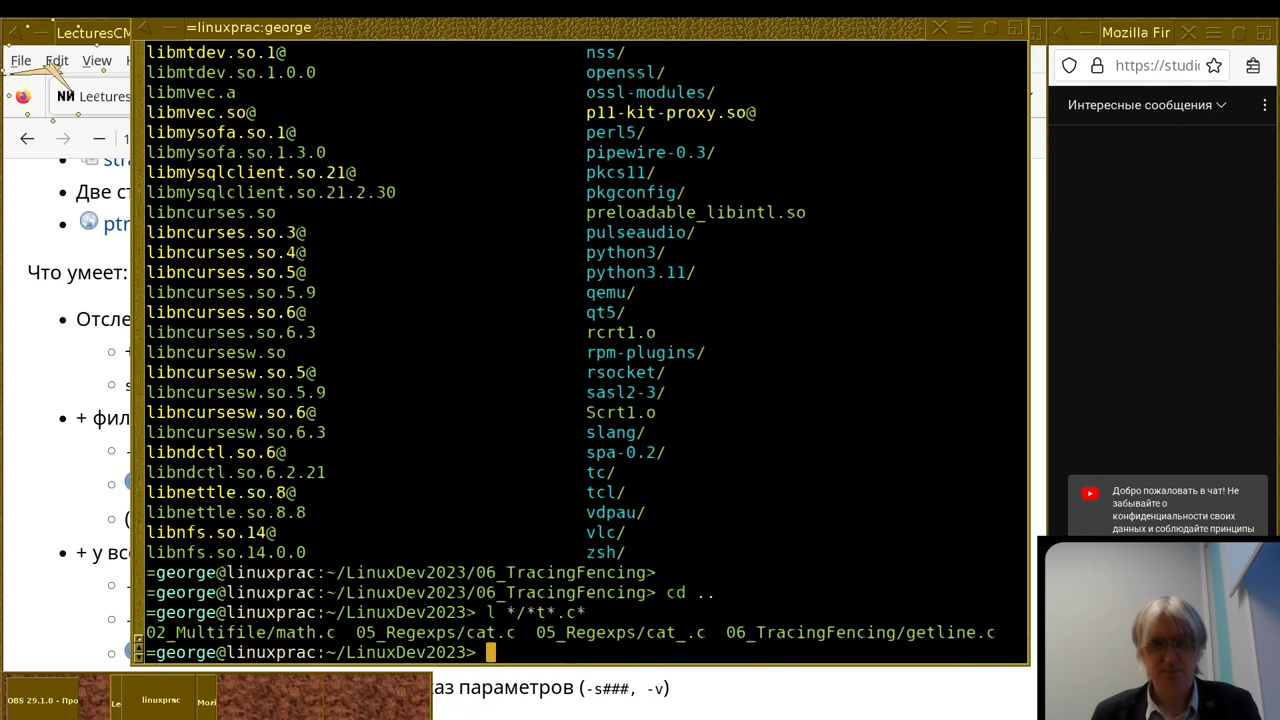 LecturesCM
=linuxprac:george
Mozilla Fir
File Edit View
Lectures
https://studi
Интересные сообщения
Две ст
ptr
Что умеет:
Отсле
+ фил
+ у вс
libmtdev.so.1@ nss/
libmtdev.so.1.0.0 openssl/
libmvec.a ossl-modules/
libmvec.so@ p11-kit-proxy.so@
libmysofa.so.1@ perl5/
libmysofa.so.1.3.0 pipewire-0.3/
libmysqlclient.so.21@ pkcs11/
libmysqlclient.so.21.2.30 pkgconfig/
libncurses.so preloadable_libintl.so
libncurses.so.3@ pulseaudio/
libncurses.so.4@ python3/
libncurses.so.5@ python3.11/
libncurses.so.5.9 qemu/
libncurses.so.6@ qt5/
libncurses.so.6.3 rcrt1.o
libncursesw.so rpm-plugins/
libncursesw.so.5@ rsocket/
libncursesw.so.5.9 sasl2-3/
libncursesw.so.6@ Scrt1.o
libncursesw.so.6.3 slang/
libndctl.so.6@ spa-0.2/
libndctl.so.6.2.21 tc/
libnettle.so.8@ tcl/
libnettle.so.8.8 vdpau/
libnfs.so.14@ vlc/
libnfs.so.14.0.0 zsh/
=george@linuxprac:~/LinuxDev2023/06_TracingFencing>
=george@linuxprac:~/LinuxDev2023/06_TracingFencing> cd ..
=george@linuxprac:~/LinuxDev2023> l */*t*.c*
02_Multifile/math.c 05_Regexps/cat.c 05_Regexps/cat_.c 06_TracingFencing/getline.c
=george@linuxprac:~/LinuxDev2023>
Добро пожаловать в чат! Не
забывайте о
конфиденциальности своих
данных и соблюдайте принципы
каз параметров (-s###, -v)
DBS 29.1.0 - Про
Le
linuxprac
Mozi